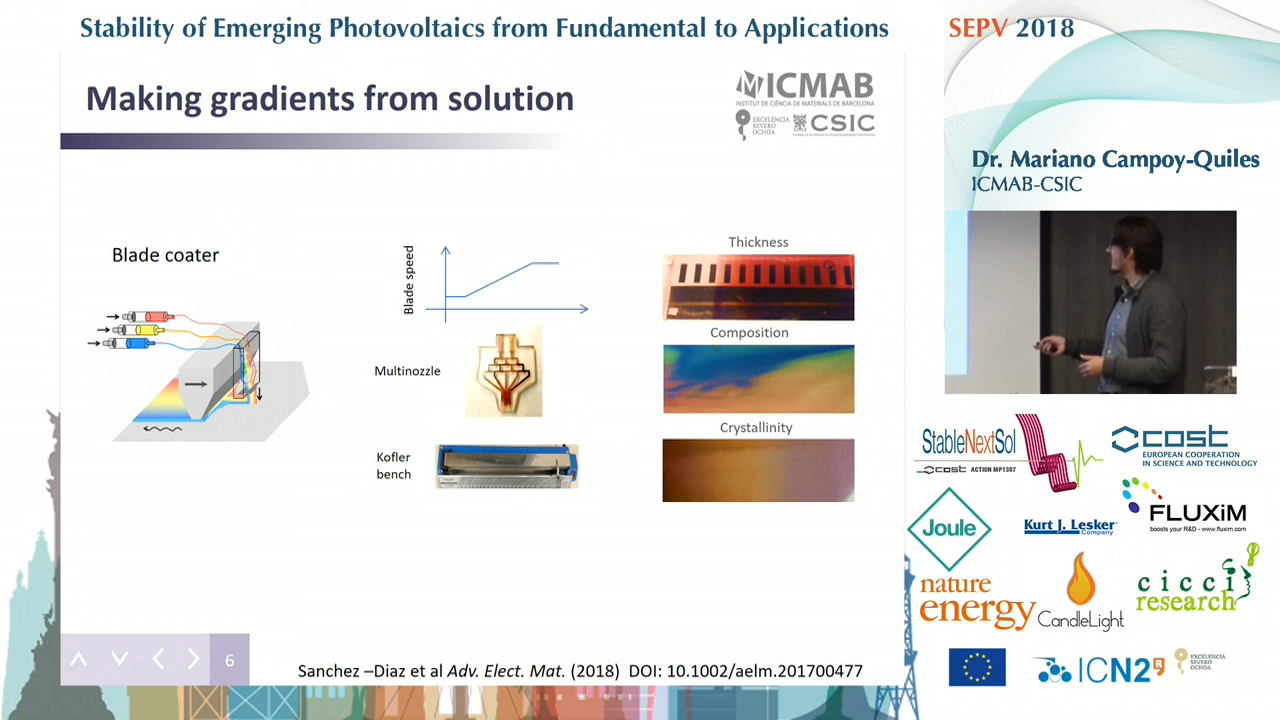 Stability of Emerging Photovoltaics from Fundamental to Applications
SEPV 2018
Making gradients from solution
ICMAB
INSTITUT DE CIÈNCIA DE MATERIALS DE BARCELONA
EXCELENCIA
SEVERO
OCHOA
CSIC
Dr. Mariano Campoy-Quiles
ICMAB-CSIC
Blade coater
Blade speed
Multinozzle
Kofler
bench
Thickness
Composition
Crystallinity
6
Sanchez –Diaz et al Adv. Elect. Mat. (2018) DOI: 10.1002/aelm.201700477
StableNextSol
cost ACTION MP1307
cost
EUROPEAN COOPERATION
IN SCIENCE AND TECHNOLOGY
Joule
Kurt J. Lesker
Company
FLUXiM
boosts your R&D - www.fluxim.com
nature
energy
CandleLight
cicci
research
ICN2
EXCELENCIA
SEVERO
OCHOA